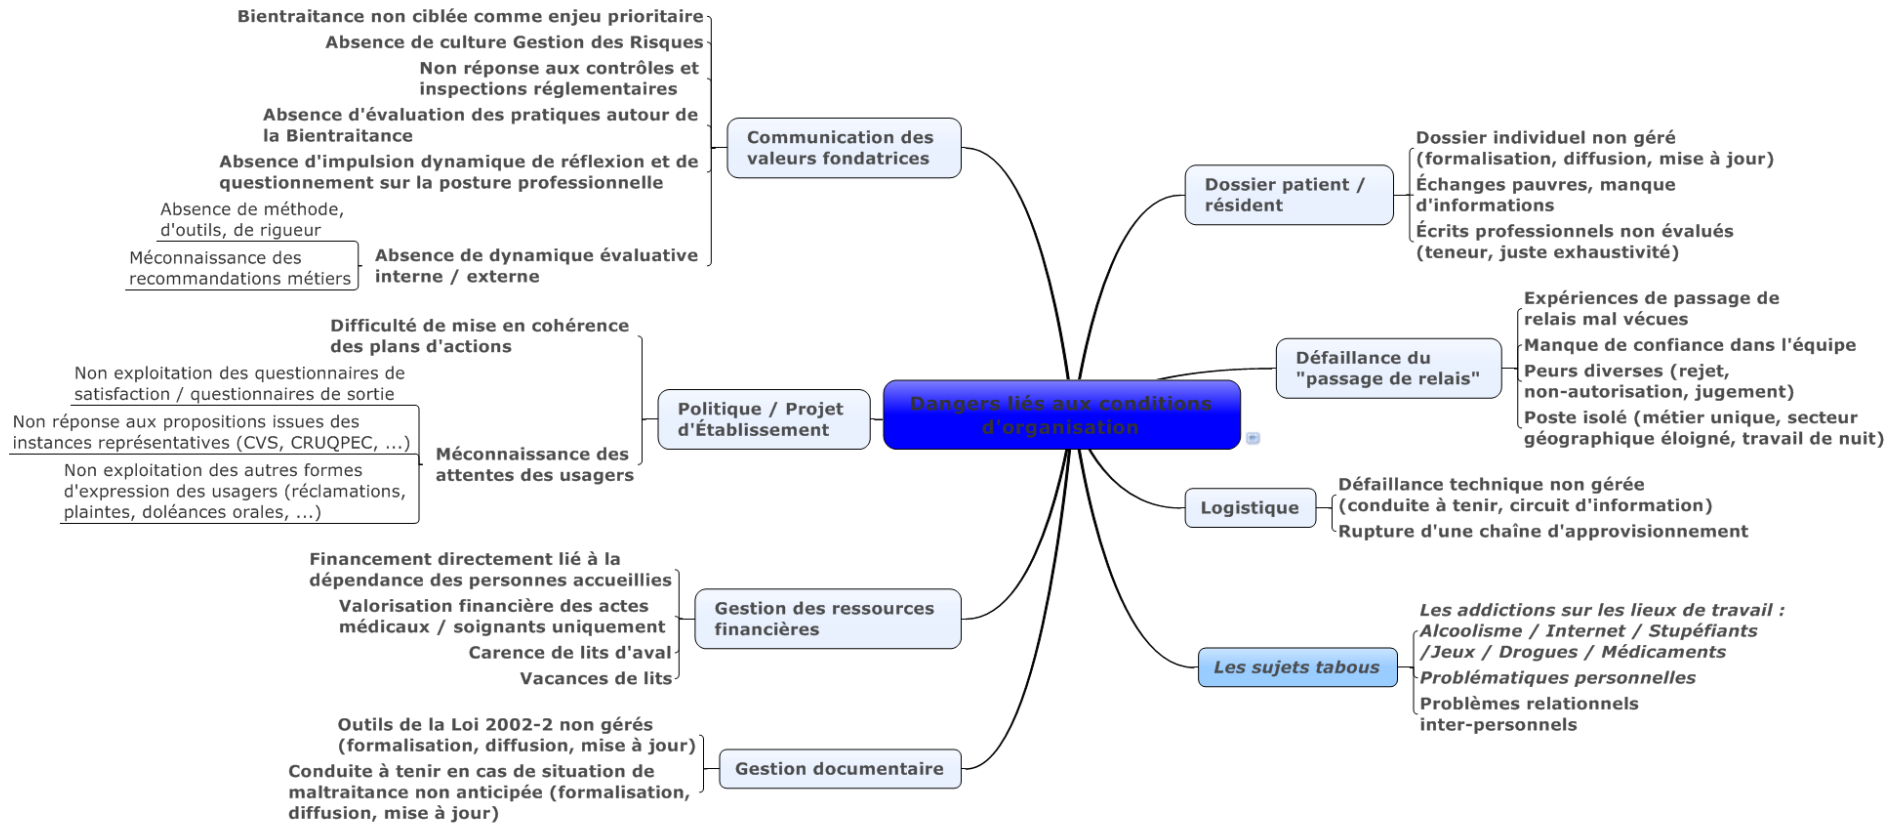 Bientraitance non ciblée comme enjeu prioritaire
Absence de culture Gestion des Risques
Non réponse aux contrôles et
inspections réglementaires
Absence d'évaluation des pratiques autour de
la Bientraitance
Absence d'impulsion dynamique de réflexion et de
questionnement sur la posture professionnelle
Absence de méthode,
d'outils, de rigueur
Méconnaissance des
recommandations métiers
Absence de dynamique évaluative
interne / externe
Communication des
valeurs fondatrices
Difficulté de mise en cohérence
des plans d'actions
Non exploitation des questionnaires de
satisfaction / questionnaires de sortie
Non réponse aux propositions issues des
instances représentatives (CVS, CRUQPEC, ...)
Non exploitation des autres formes
d'expression des usagers (réclamations,
plaintes, doléances orales, ...)
Méconnaissance des
attentes des usagers
Politique / Projet
d'Établissement
Financement directement lié à la
dépendance des personnes accueillies
Valorisation financière des actes
médicaux / soignants uniquement
Carence de lits d'aval
Vacances de lits
Gestion des ressources
financières
Outils de la Loi 2002-2 non gérés
(formalisation, diffusion, mise à jour)
Conduite à tenir en cas de situation de
maltraitance non anticipée (formalisation,
diffusion, mise à jour)
Gestion documentaire
Dangers liés aux conditions
d'organisation
Dossier patient /
résident
Dossier individuel non géré
(formalisation, diffusion, mise à jour)
Échanges pauvres, manque
d'informations
Écrits professionnels non évalués
(teneur, juste exhaustivité)
Défaillance du
"passage de relais"
Expériences de passage de
relais mal vécues
Manque de confiance dans l'équipe
Peurs diverses (rejet,
non-autorisation, jugement)
Poste isolé (métier unique, secteur
géographique éloigné, travail de nuit)
Logistique
Défaillance technique non gérée
(conduite à tenir, circuit d'information)
Rupture d'une chaîne d'approvisionnement
Les sujets tabous
Les addictions sur les lieux de travail :
Alcoolisme / Internet / Stupéfiants
/Jeux / Drogues / Médicaments
Problématiques personnelles
Problèmes relationnels
inter-personnels